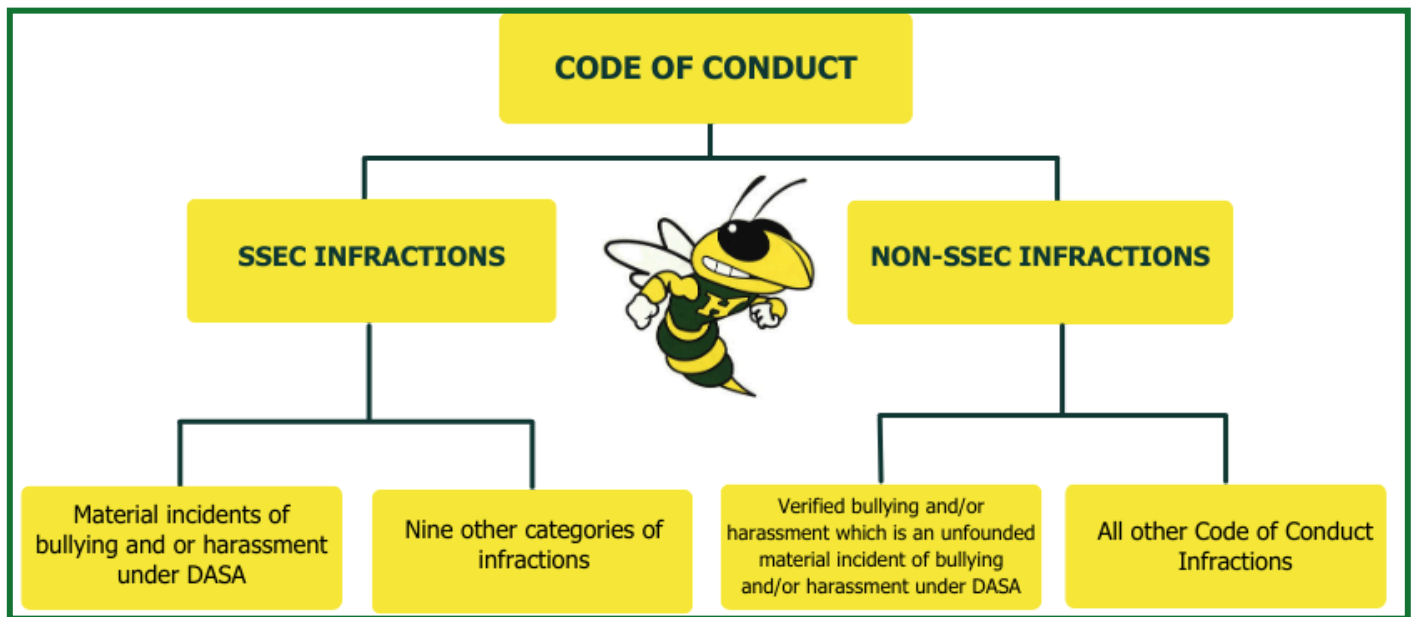 CODE OF CONDUCT
SSEC INFRACTIONS
NON-SSEC INFRACTIONS
H
Material incidents of
bullying and or harassment
under DASA
Nine other categories of
infractions
Verified bullying and/or
harassment which is an unfounded
material incident of bullying
and/or harassment under DASA
All other Code of Conduct
Infractions